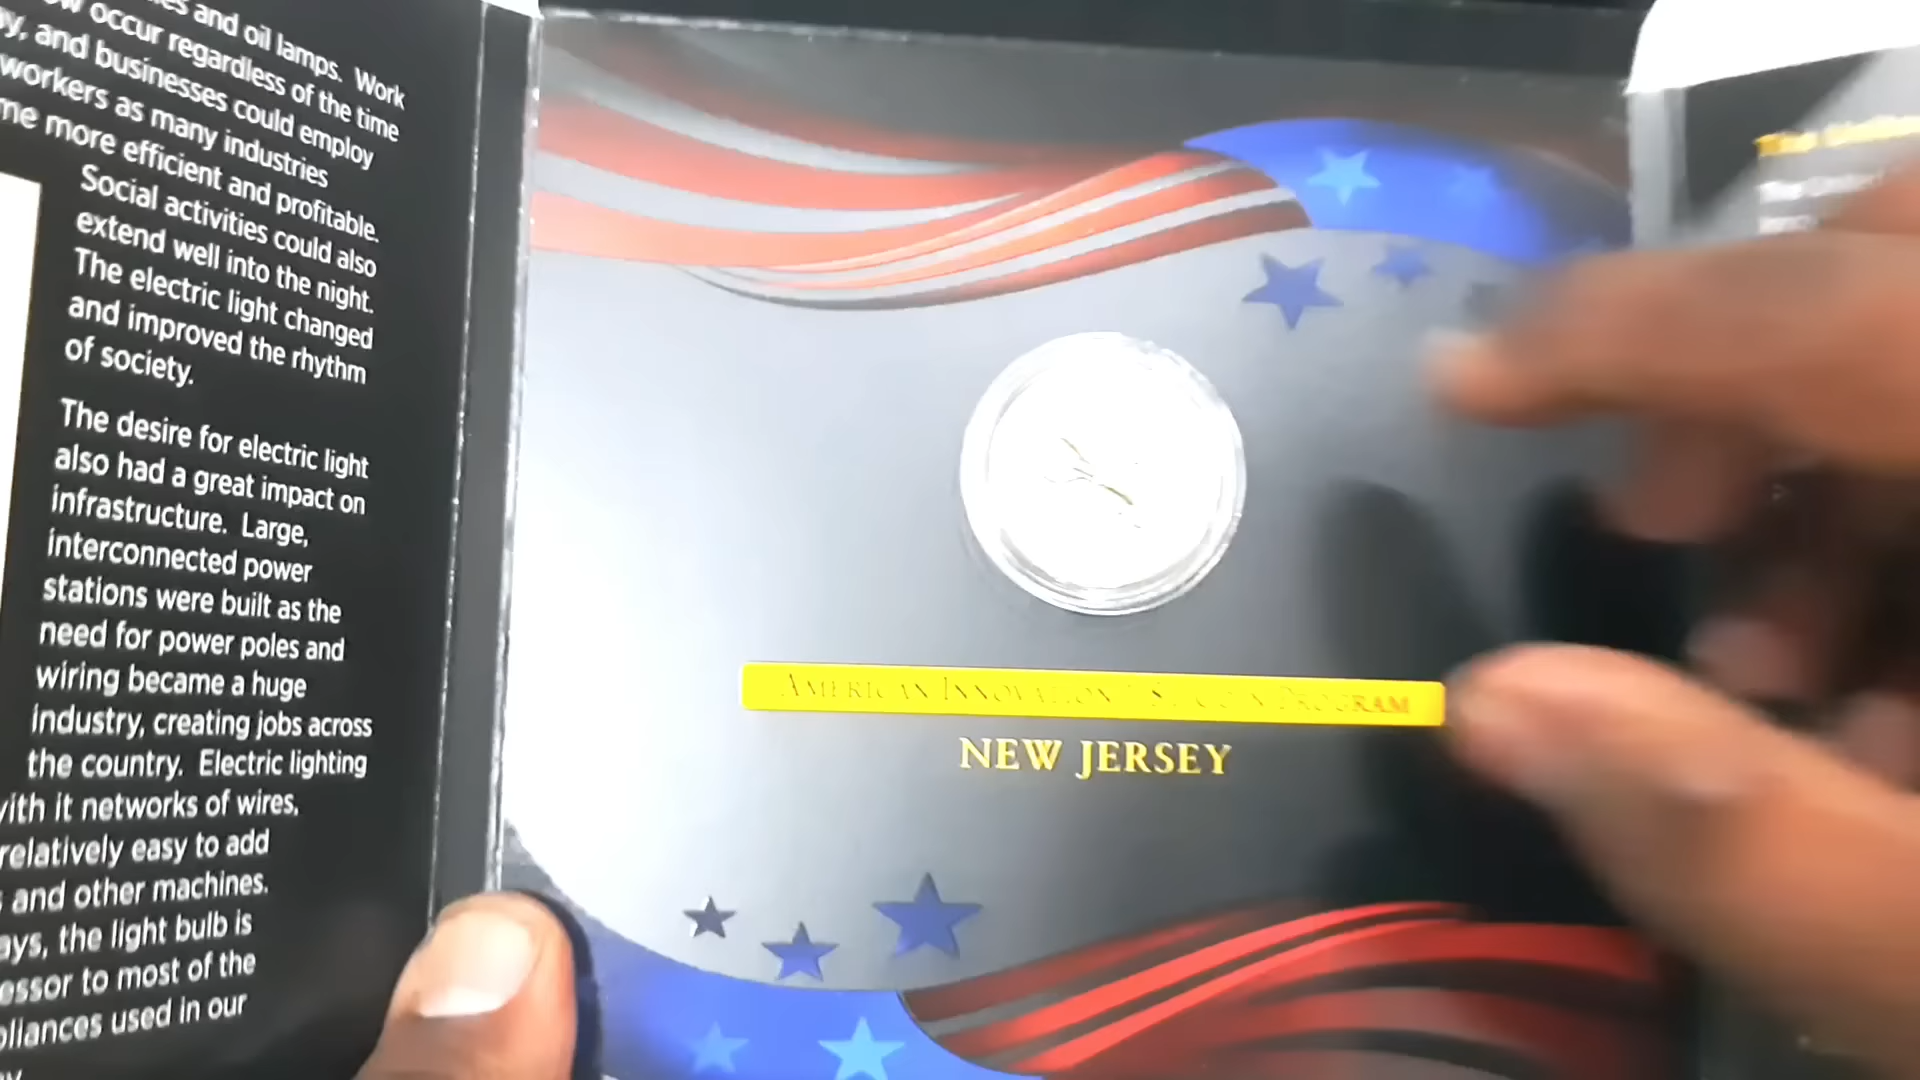 and oil lamps. Work
occur regardless of the time
and businesses could employ
workers as many industries
more efficient and profitable.
Social activities could also
extend well into the night.
The electric light changed
and improved the rhythm
of society.
The desire for electric light
also had a great impact on
infrastructure. Large,
interconnected power
stations were built as the
need for power poles and
wiring became a huge
industry, creating jobs across
the country. Electric lighting
with it networks of wires.
relatively easy to add
and other machines.
the light bulb is
to most of the
used in our
AMERICAN INNOVATION PROGRAM
NEW JERSEY